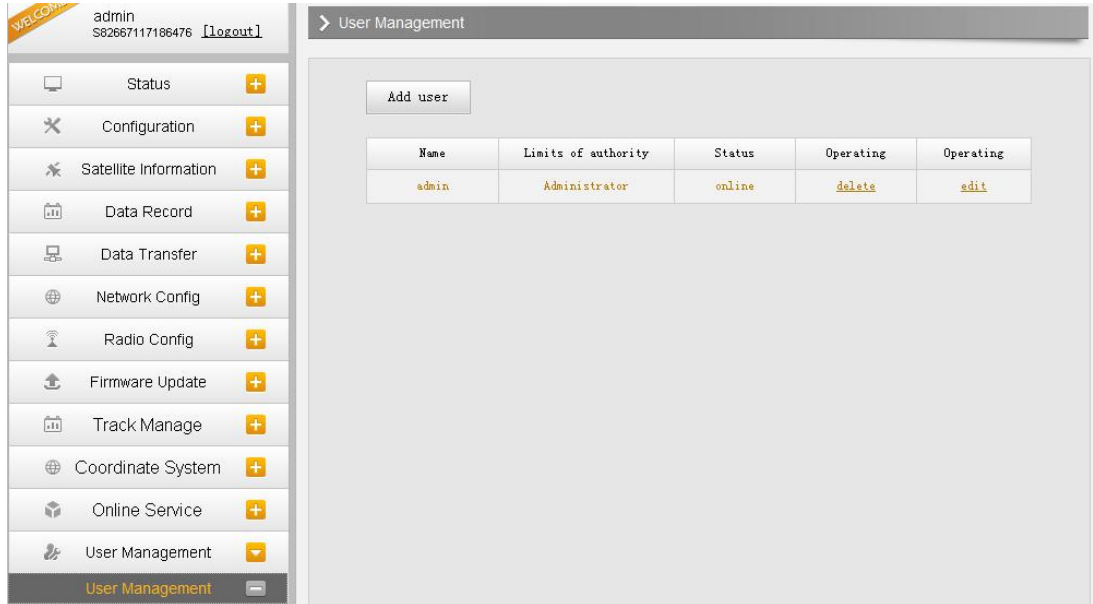 WELCOME
admin
S82667117186476 [logout]
Status
Configuration
Satellite Information
Data Record
Data Transfer
Network Config
Radio Config
Firmware Update
Track Manage
Coordinate System
Online Service
User Management
User Management
User Management
Add user
Name Limits of authority Status Operating Operating
admin Administrator online delete edit